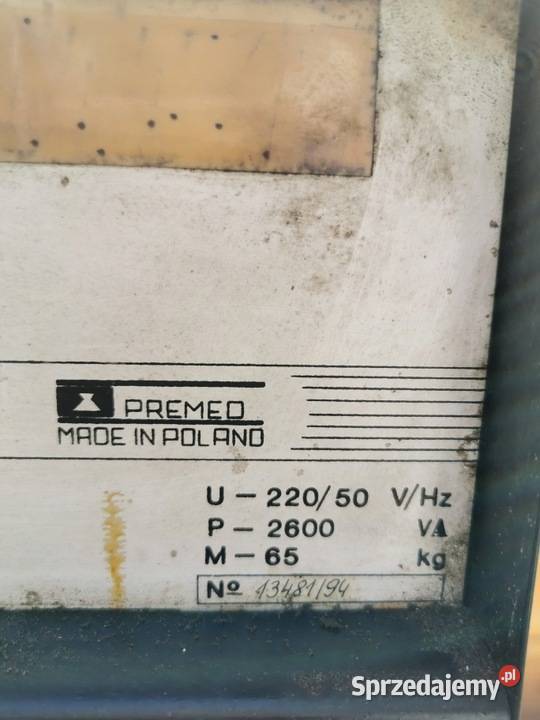 PREMED
MADE IN POLAND
U - 220/50 V/Hz
P - 2600 VA
M - 65 kg
Nº 13481/94
Sprzedajemy.pl